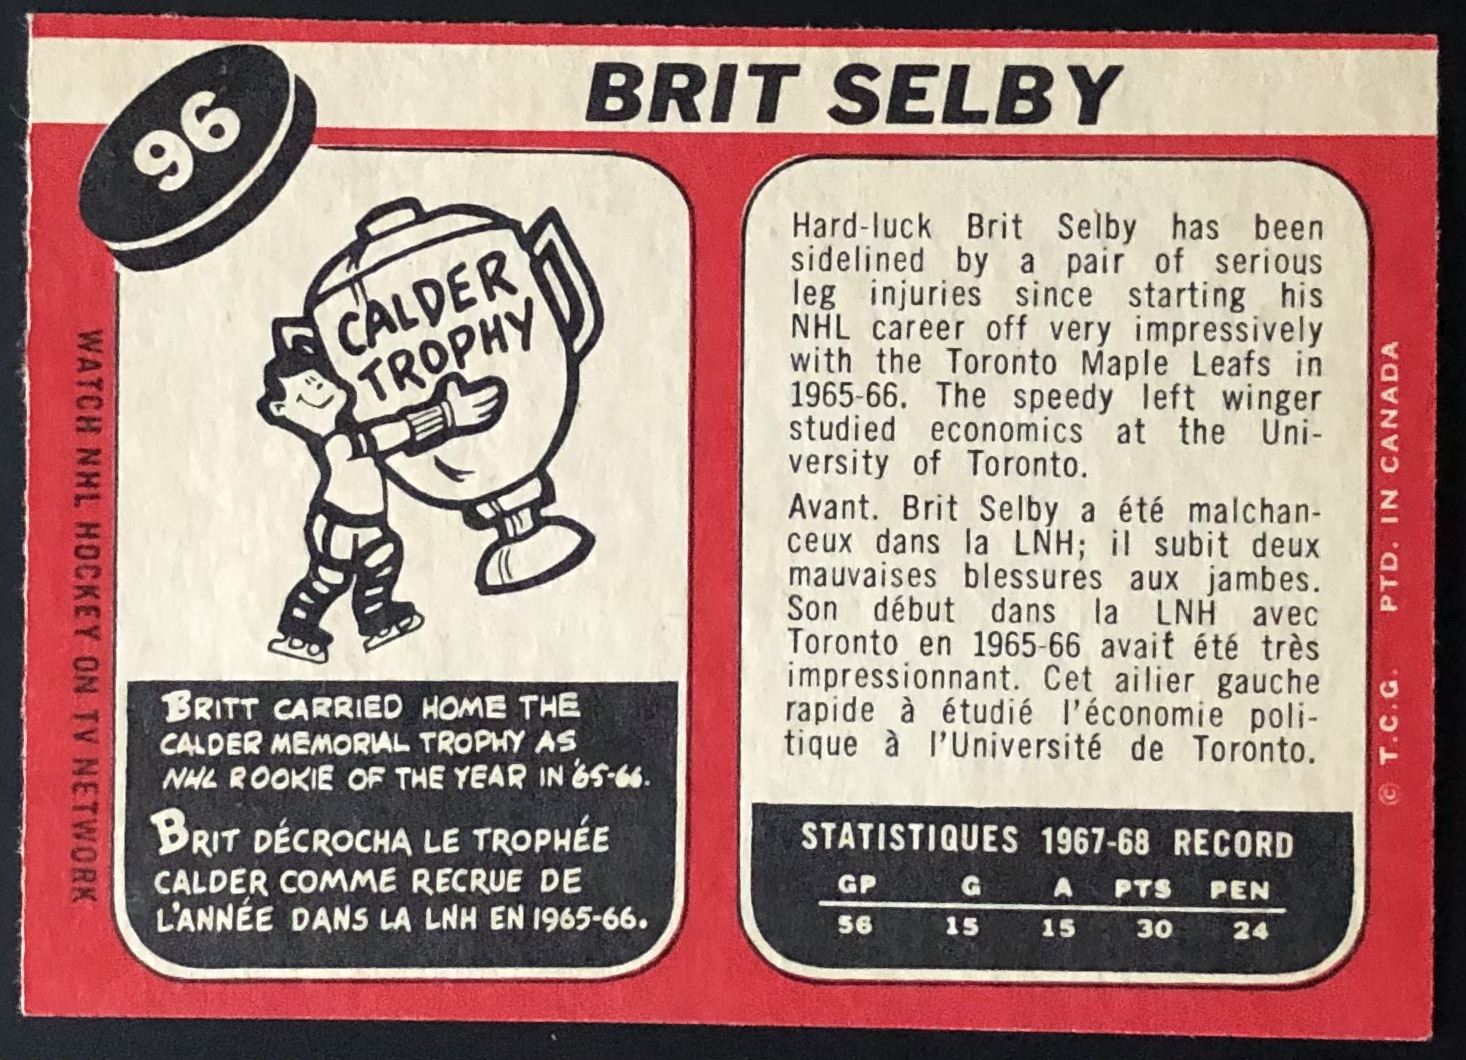 BRIT SELBY
96
CALDER
TROPHY
BRITT CARRIED HOME THE
CALDER MEMORIAL TROPHY AS
NHL ROOKIE OF THE YEAR IN '65-66.
BRIT DÉCROCHA LE TROPHÉE
CALDER COMME RECRUE DE
L'ANNÉE DANS LA LNH EN 1965-66.
WATCH NHL HOCKEY ON TV NETWORK
Hard-luck Brit Selby has been
sidelined by a pair of serious
leg injuries since starting his
NHL career off very impressively
with the Toronto Maple Leafs in
1965-66. The speedy left winger
studied economics at the Uni-
versity of Toronto.
Avant. Brit Selby a été malchan-
ceux dans la LNH; il subit deux
mauvaises blessures aux jambes.
Son début dans la LNH avec
Toronto en 1965-66 avait été très
impressionnant. Cet ailier gauche
rapide à étudié l'économie poli-
tique à l'Université de Toronto.
STATISTIQUES 1967-68 RECORD
GP G A PTS PEN
56 15 15 30 24
© T.C.G. PTD. IN CANADA